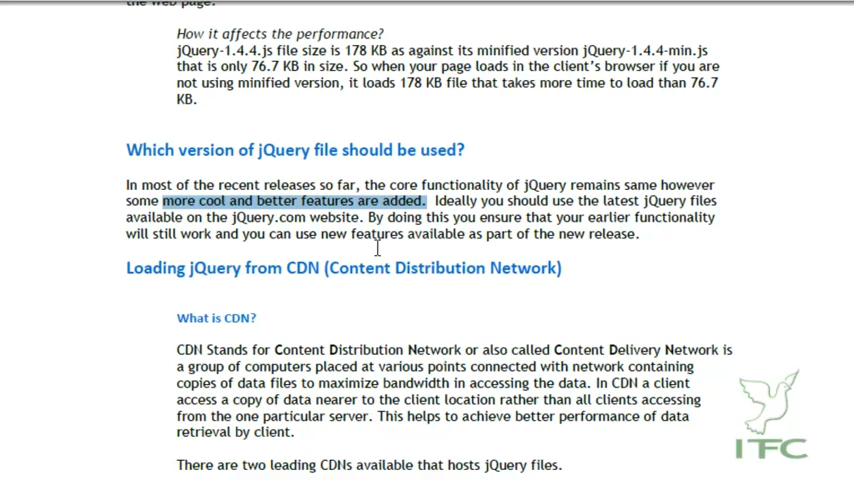 the web page.
How it affects the performance?
jQuery-1.4.4.js file size is 178 KB as against its minified version jQuery-1.4.4-min.js
that is only 76.7 KB in size. So when your page loads in the client's browser if you are
not using minified version, it loads 178 KB file that takes more time to load than 76.7
KB.
Which version of jQuery file should be used?
In most of the recent releases so far, the core functionality of jQuery remains same however
some more cool and better features are added. Ideally you should use the latest jQuery files
available on the jQuery.com website. By doing this you ensure that your earlier functionality
will still work and you can use new features available as part of the new release.
Loading jQuery from CDN (Content Distribution Network)
What is CDN?
CDN Stands for Content Distribution Network or also called Content Delivery Network is
a group of computers placed at various points connected with network containing
copies of data files to maximize bandwidth in accessing the data. In CDN a client
access a copy of data nearer to the client location rather than all clients accessing
from the one particular server. This helps to achieve better performance of data
retrieval by client.
There are two leading CDNs available that hosts jQuery files.
ITFC